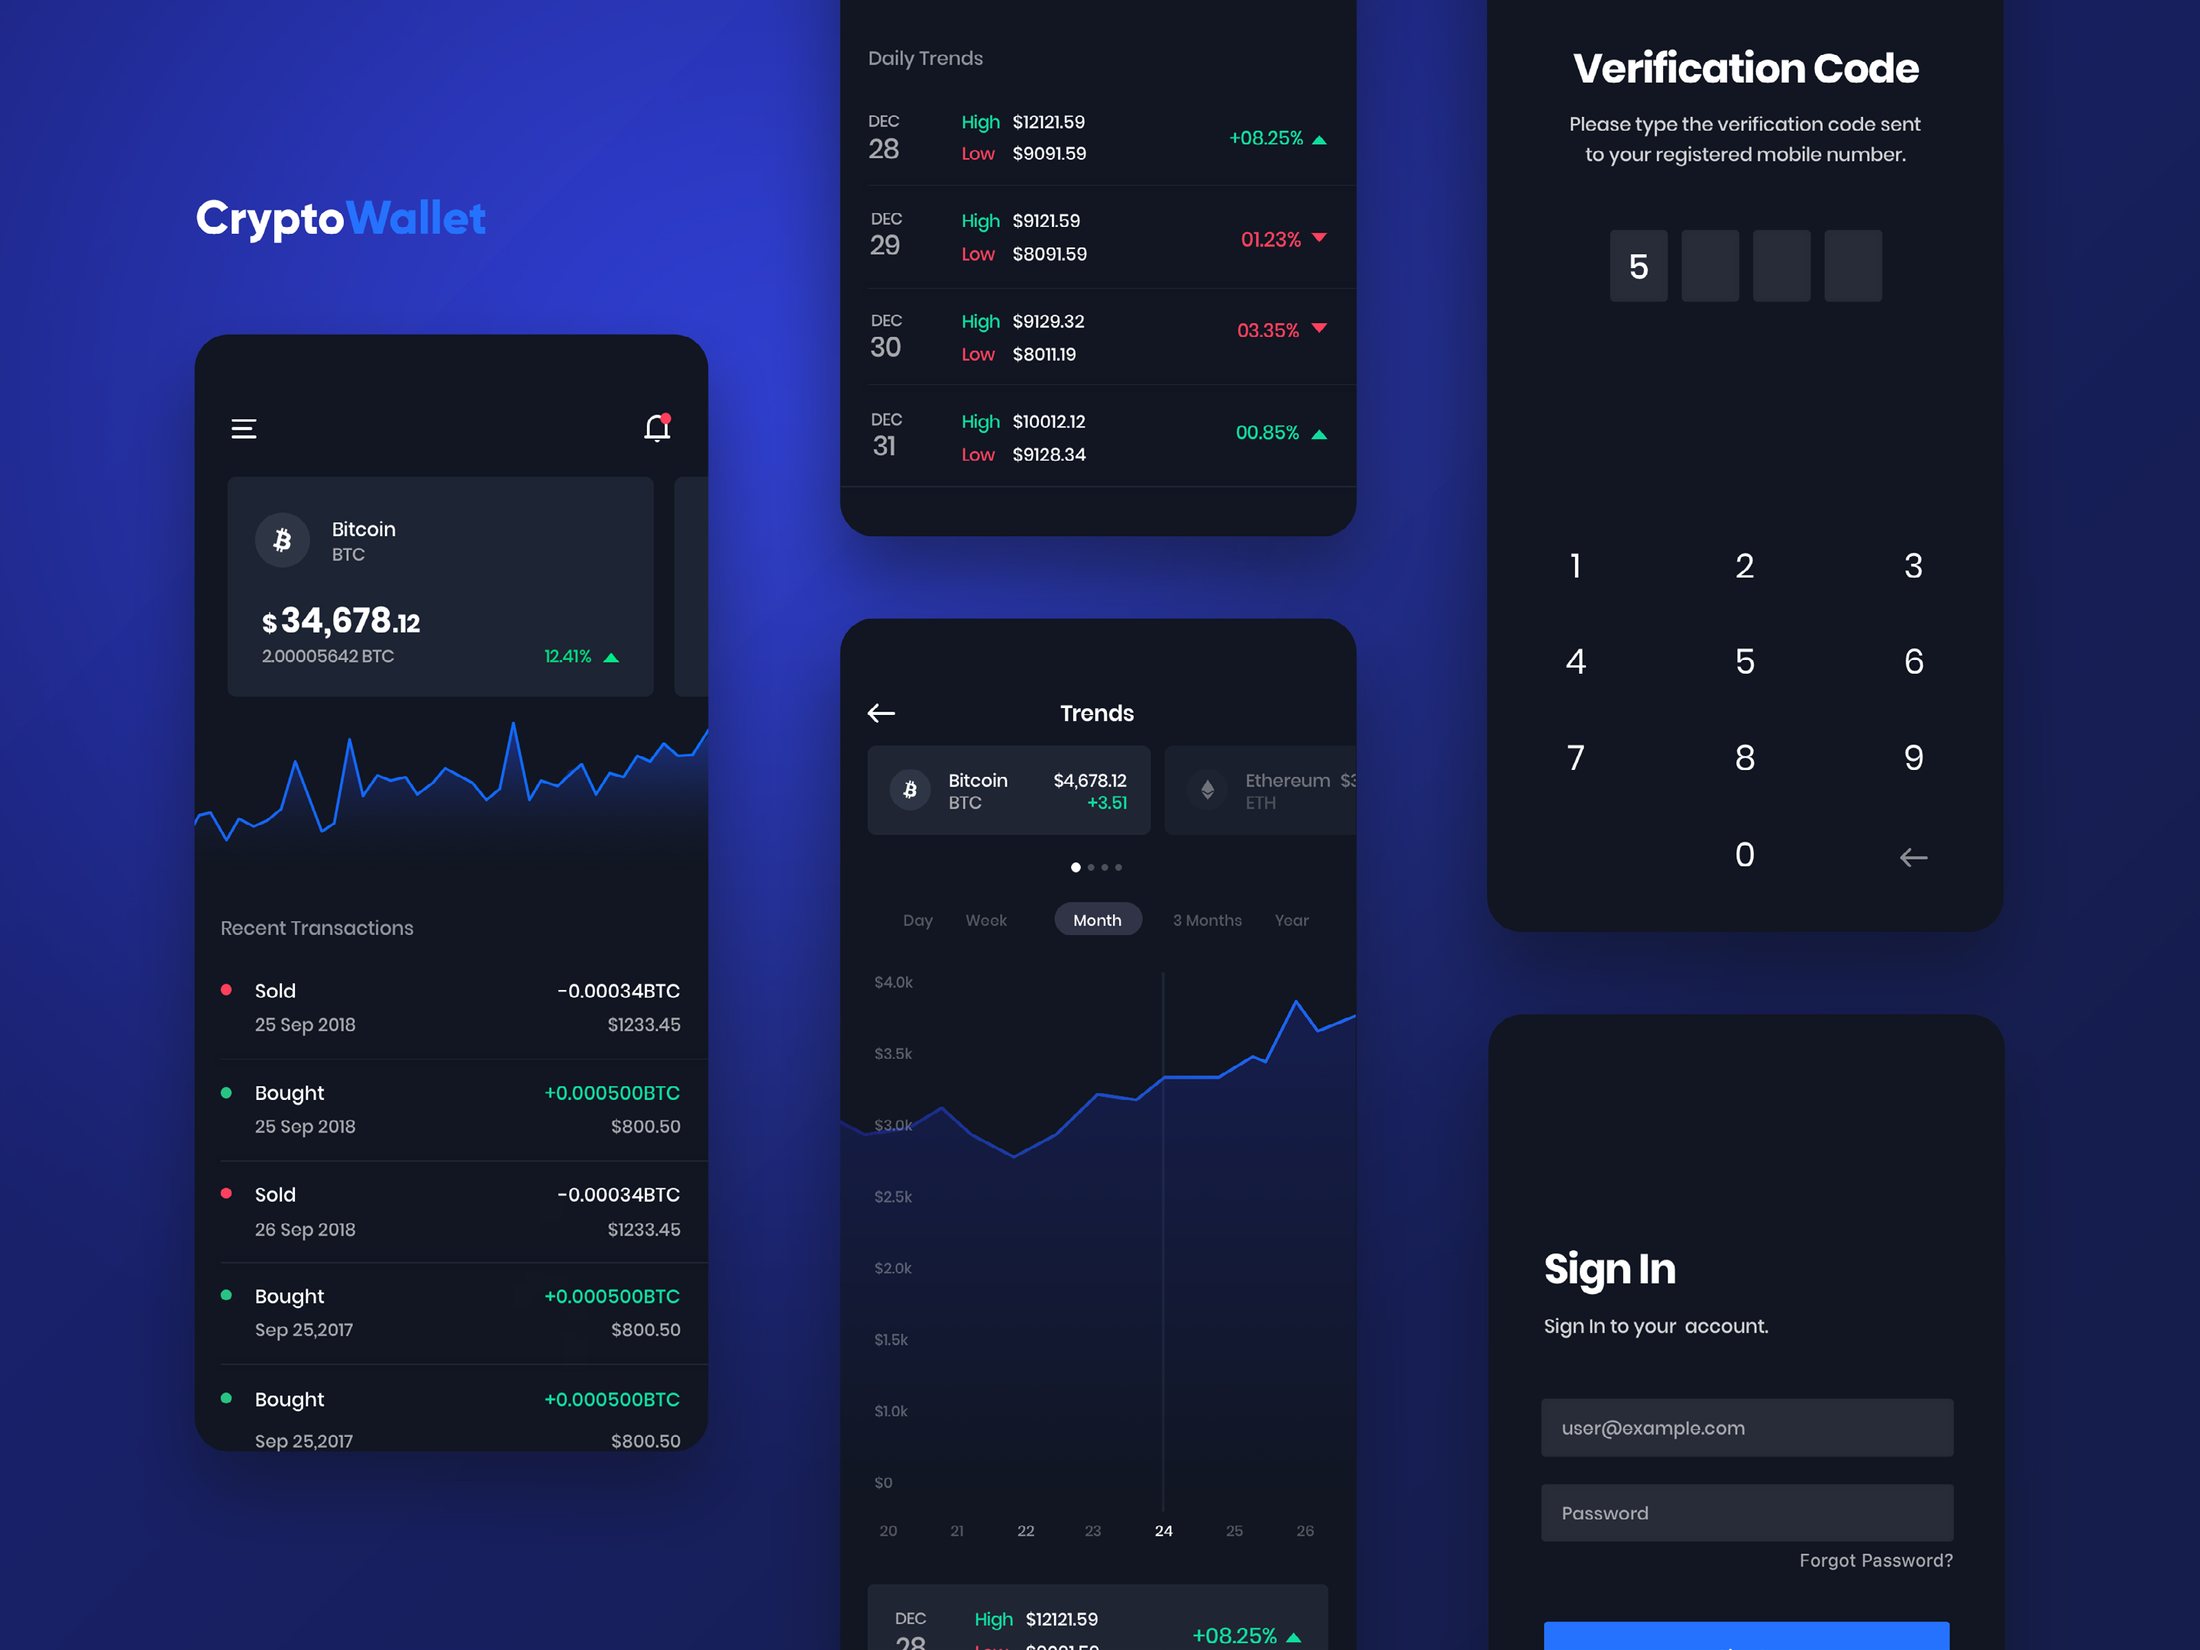 CryptoWallet
Bitcoin
BTC
$34,678.12
2.00005642 BTC
12.41%
Recent Transactions
Sold
-0.00034BTC
25 Sep 2018
$1233.45
Bought
+0.000500BTC
25 Sep 2018
$800.50
Sold
-0.00034BTC
26 Sep 2018
$1233.45
Bought
+0.000500BTC
Sep 25,2017
$800.50
Bought
+0.000500BTC
Sep 25,2017
$800.50
Daily Trends
DEC
28
High $12121.59
Low $9091.59
+08.25%
DEC
29
High $9121.59
Low $8091.59
01.23%
DEC
30
High $9129.32
Low $8011.19
03.35%
DEC
31
High $10012.12
Low $9128.34
00.85%
Trends
Bitcoin
$4,678.12
BTC
+3.51
Ethereum $3
ETH
Day
Week
Month
3 Months
Year
$4.0k
$3.5k
$3.0k
$2.5k
$2.0k
$1.5k
$1.0k
$0
20 21 22 23 24 25 26
DEC
28
High $12121.59
+08.25%
Verification Code
Please type the verification code sent
to your registered mobile number.
5
1 2 3
4 5 6
7 8 9
0
Sign In
Sign In to your account.
user@example.com
Password
Forgot Password?